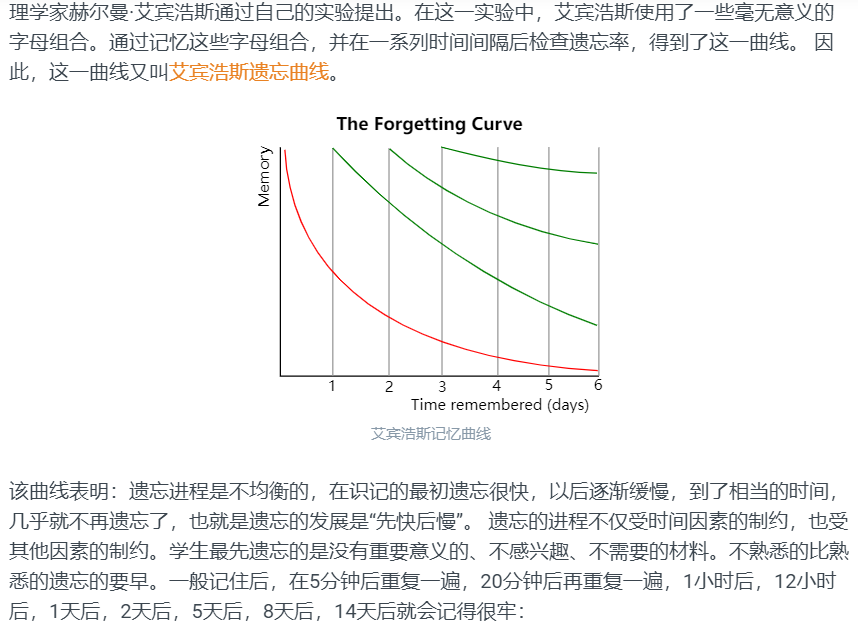 理学家赫尔曼·艾宾浩斯通过自己的实验提出。在这一实验中，艾宾浩斯使用了一些毫无意义的
字母组合。通过记忆这些字母组合，并在一系列时间间隔后检查遗忘率，得到了这一曲线。 因
此，这一曲线又叫艾宾浩斯遗忘曲线。
The Forgetting Curve
Memory
1 2 3 4 5 6
Time remembered (days)
艾宾浩斯记忆曲线
该曲线表明：遗忘进程是不均衡的，在识记的最初遗忘很快，以后逐渐缓慢，到了相当的时间，
几乎就不再遗忘了，也就是遗忘的发展是“先快后慢”。 遗忘的进程不仅受时间因素的制约，也受
其他因素的制约。学生最先遗忘的是没有重要意义的、不感兴趣、不需要的材料。不熟悉的比熟
悉的遗忘的要早。一般记住后，在5分钟后重复一遍，20分钟后再重复一遍，1小时后，12小时
后，1天后，2天后，5天后，8天后，14天后就会记得很牢：